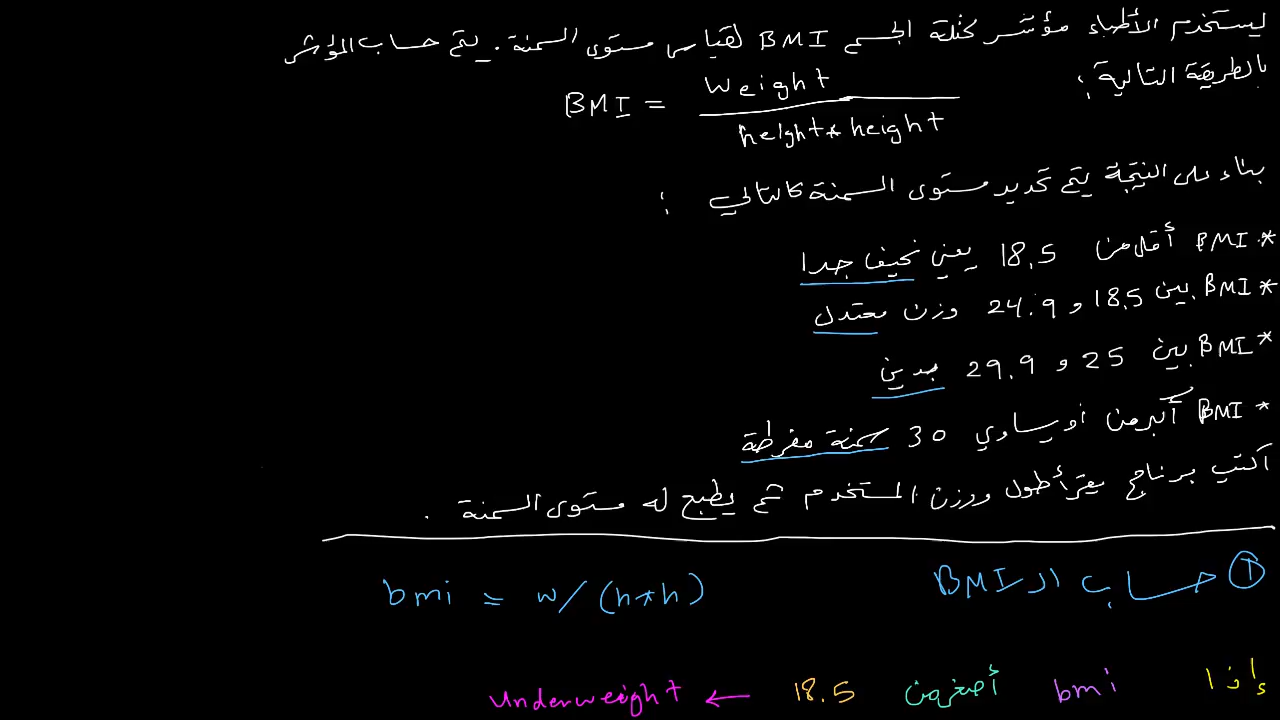 يستخدم الأطباء مؤشر كتلة الجسم BMI لقياس مستوى السمنة. يتم حساب المؤشر
بالطريقة التالية:
BMI = Weight
height * height
بناء على النتيجة يتم تحديد مستوى السمنة كالتالي:
* BMI أقل من 18.5 يعني نحيف جدا
* BMI بين 18.5 و 24.9 وزن معتدل
* BMI بين 25 و 29.9 بدين
* BMI أكبر من أو يساوي 30 سمنة مفرطة
اكتب برنامج يقرأ طول ووزن المستخدم ثم يطبع له مستوى السمنة.
① حساب الـ BMI bmi = w/(h*h)
إذا bmi أصغر من 18.5 ← underweight